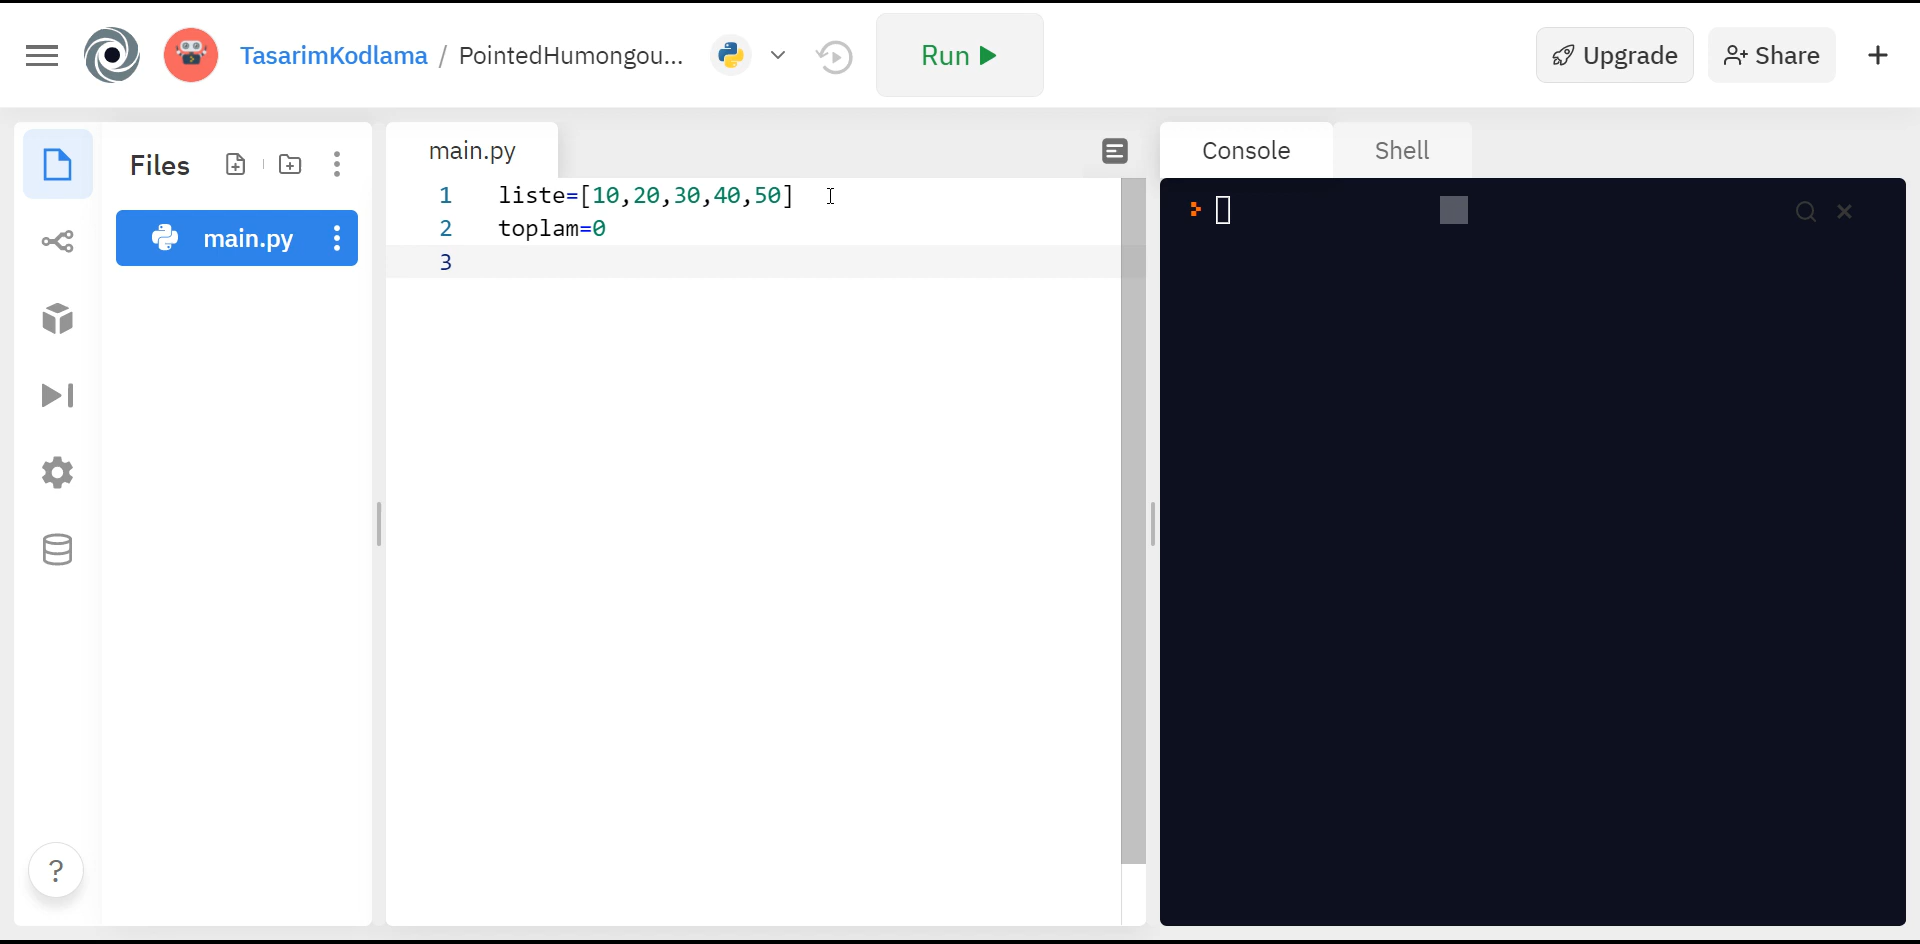 TasarimKodlama / PointedHumongou...
Run
Upgrade
Share
Files
main.py
main.py
1 liste=[10,20,30,40,50]
2 toplam=0
3
Console
Shell
?